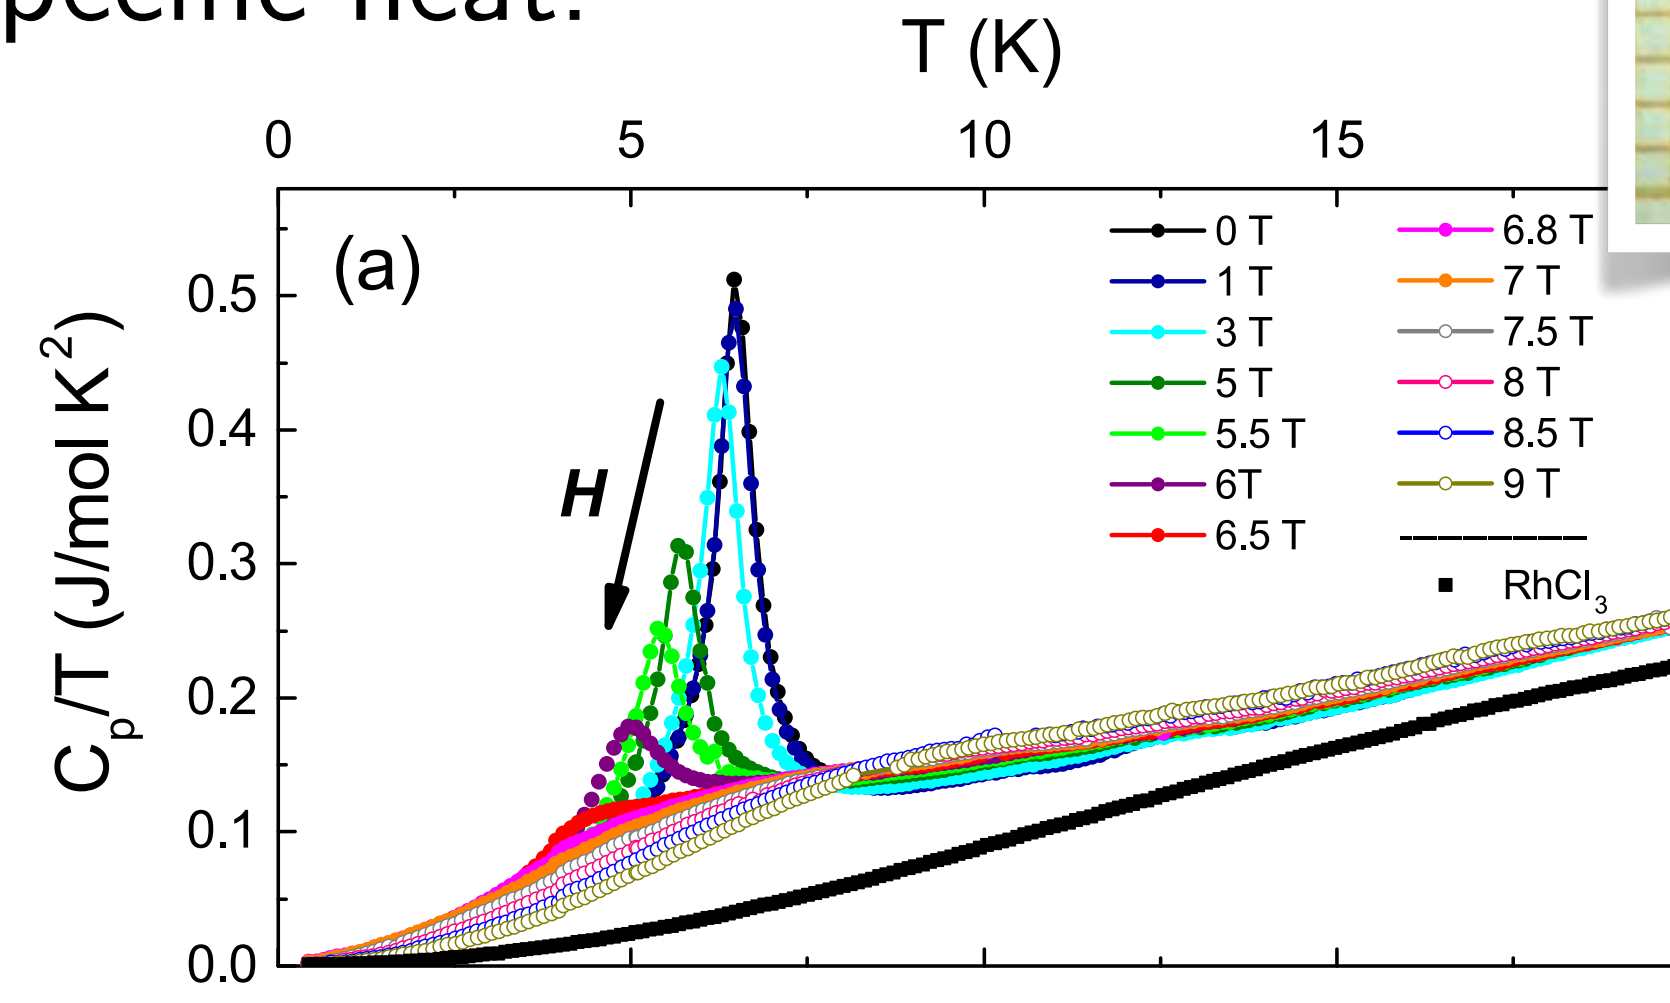 T (K)
0 5 10 15
(a)
0.5
0.4
0.3
0.2
0.1
0.0
C_p/T (J/mol K^2)
H
0 T
1 T
3 T
5 T
5.5 T
6T
6.5 T
6.8 T
7 T
7.5 T
8 T
8.5 T
9 T
RhCl_3